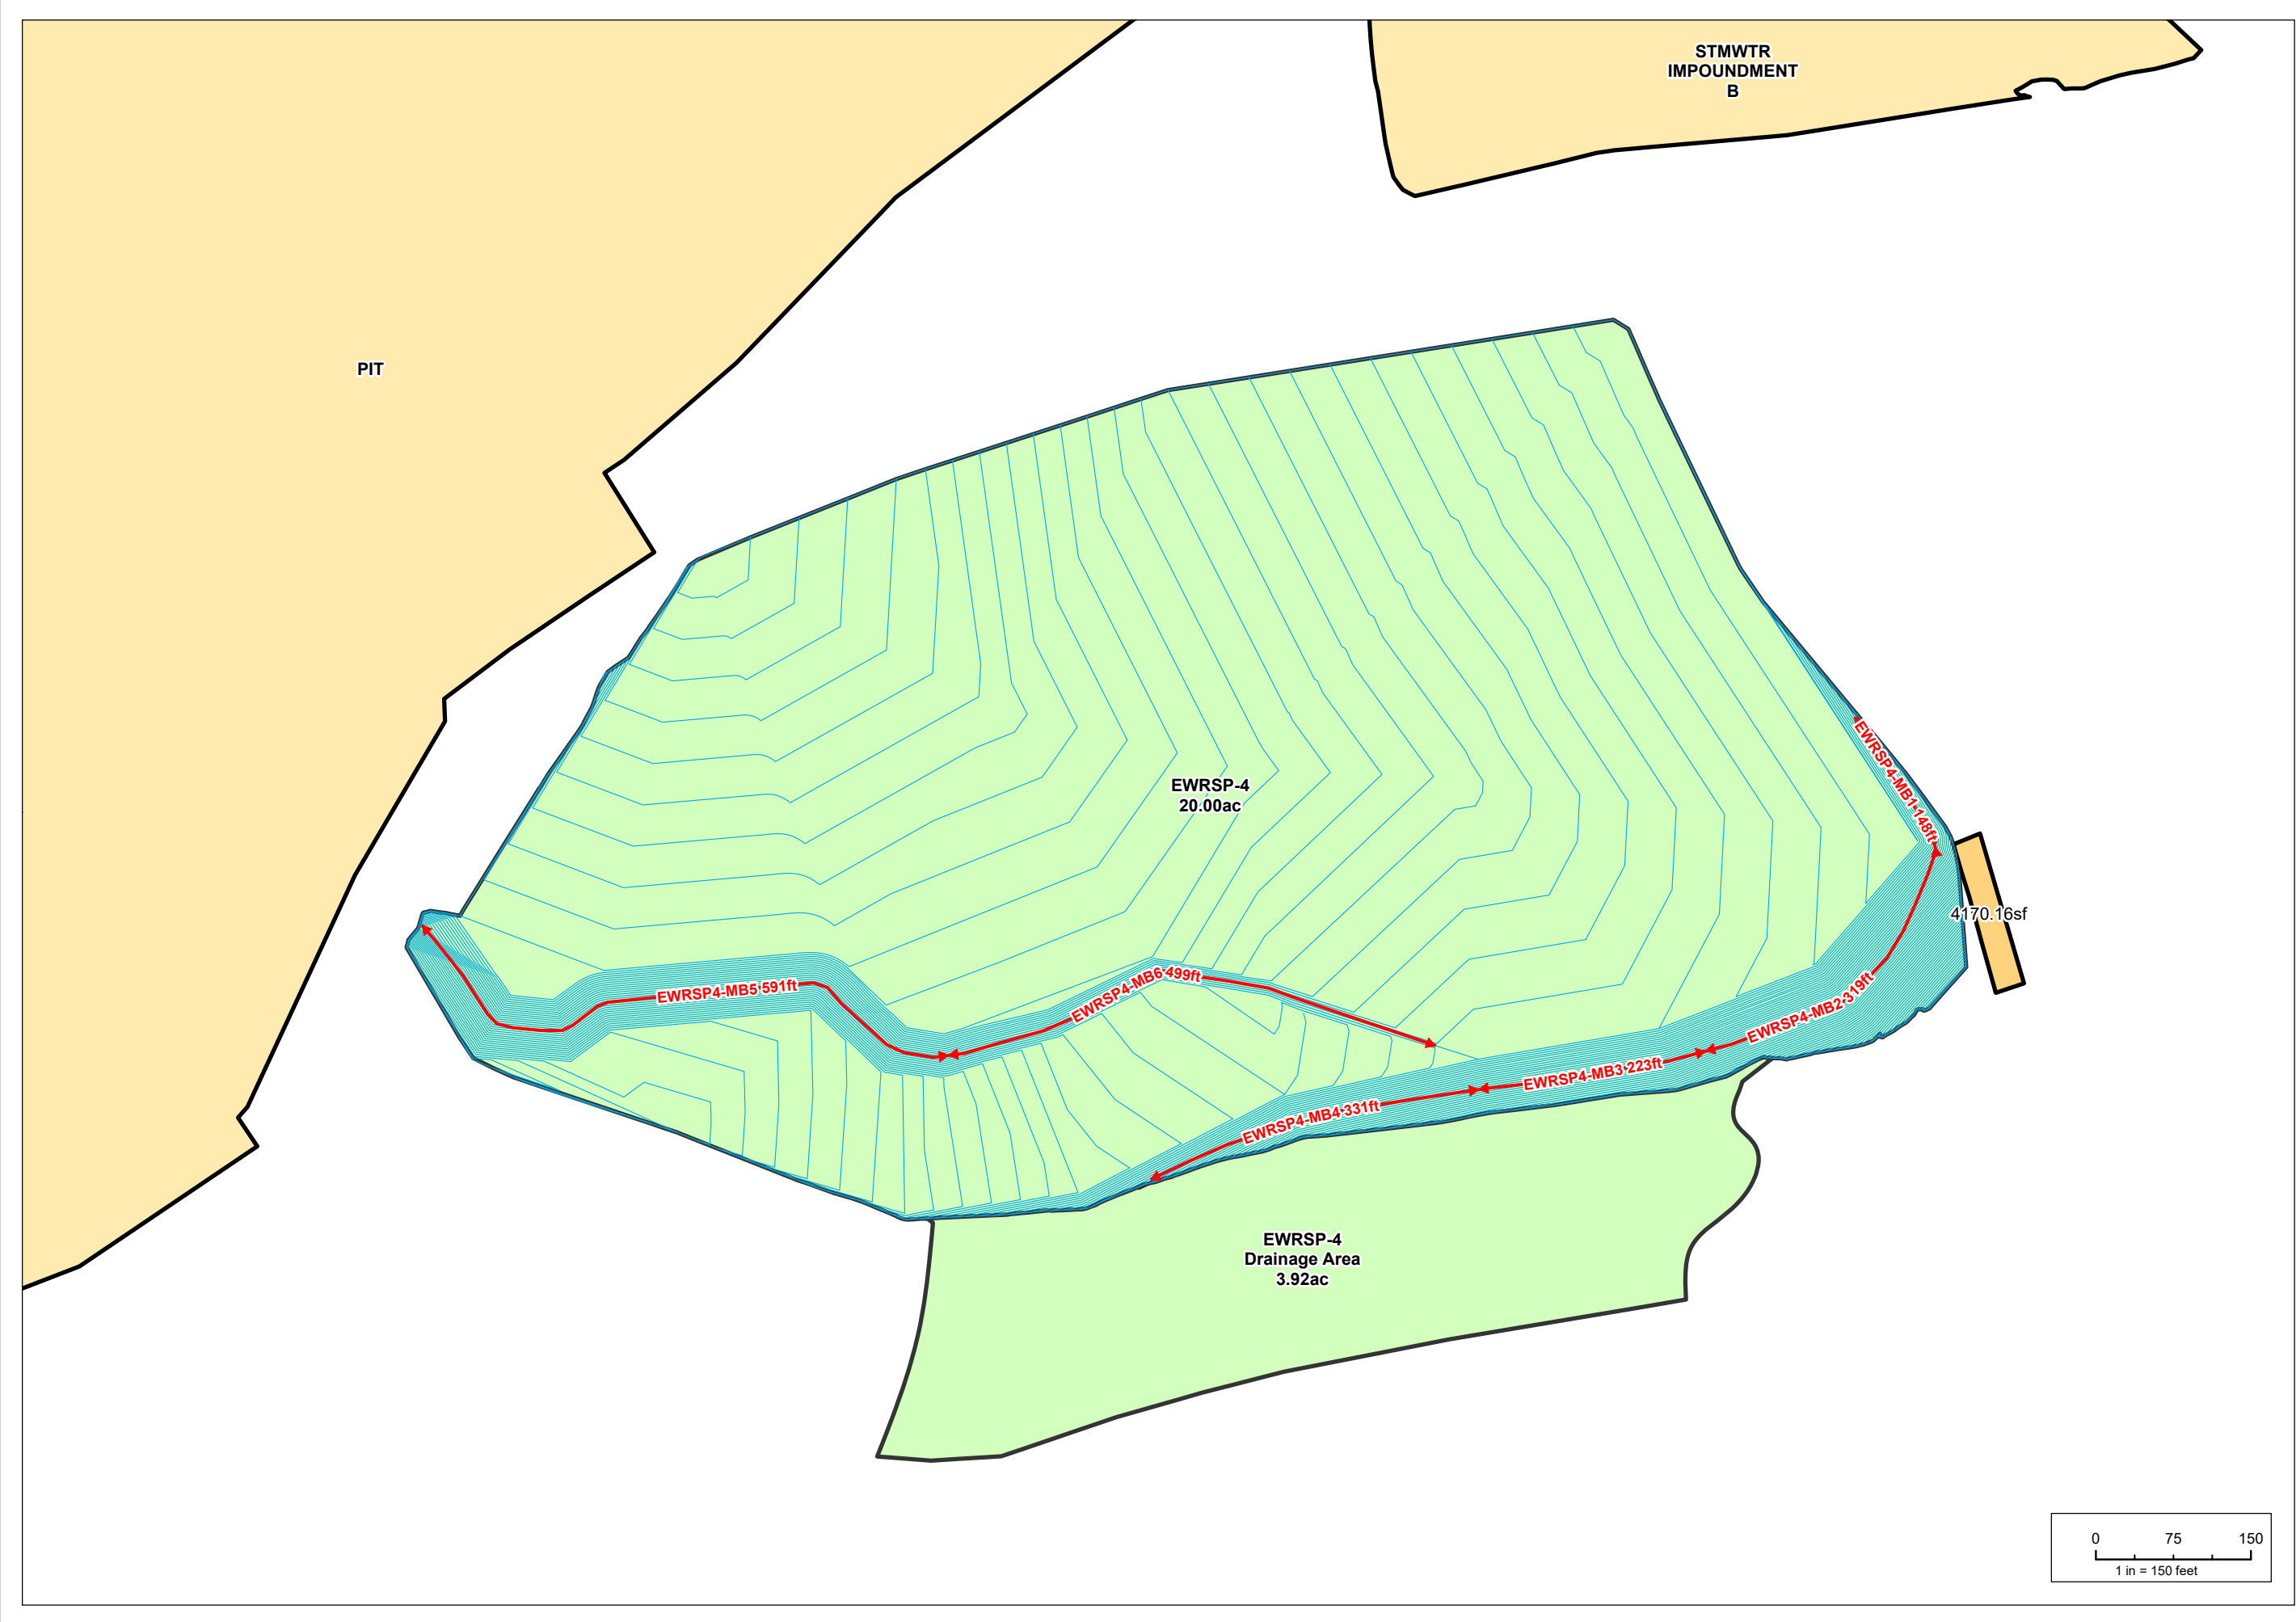 STMWTR
IMPOUNDMENT
B
PIT
EWRSP4-MB1 148ft
EWRSP-4
20.00ac
4170.16sf
EWRSP4-MB5 591ft
EWRSP4-MB6 499ft
EWRSP4-MB2 319ft
EWRSP4-MB3 223ft
EWRSP4-MB4 331ft
EWRSP-4
Drainage Area
3.92ac
0 75 150
1 in = 150 feet